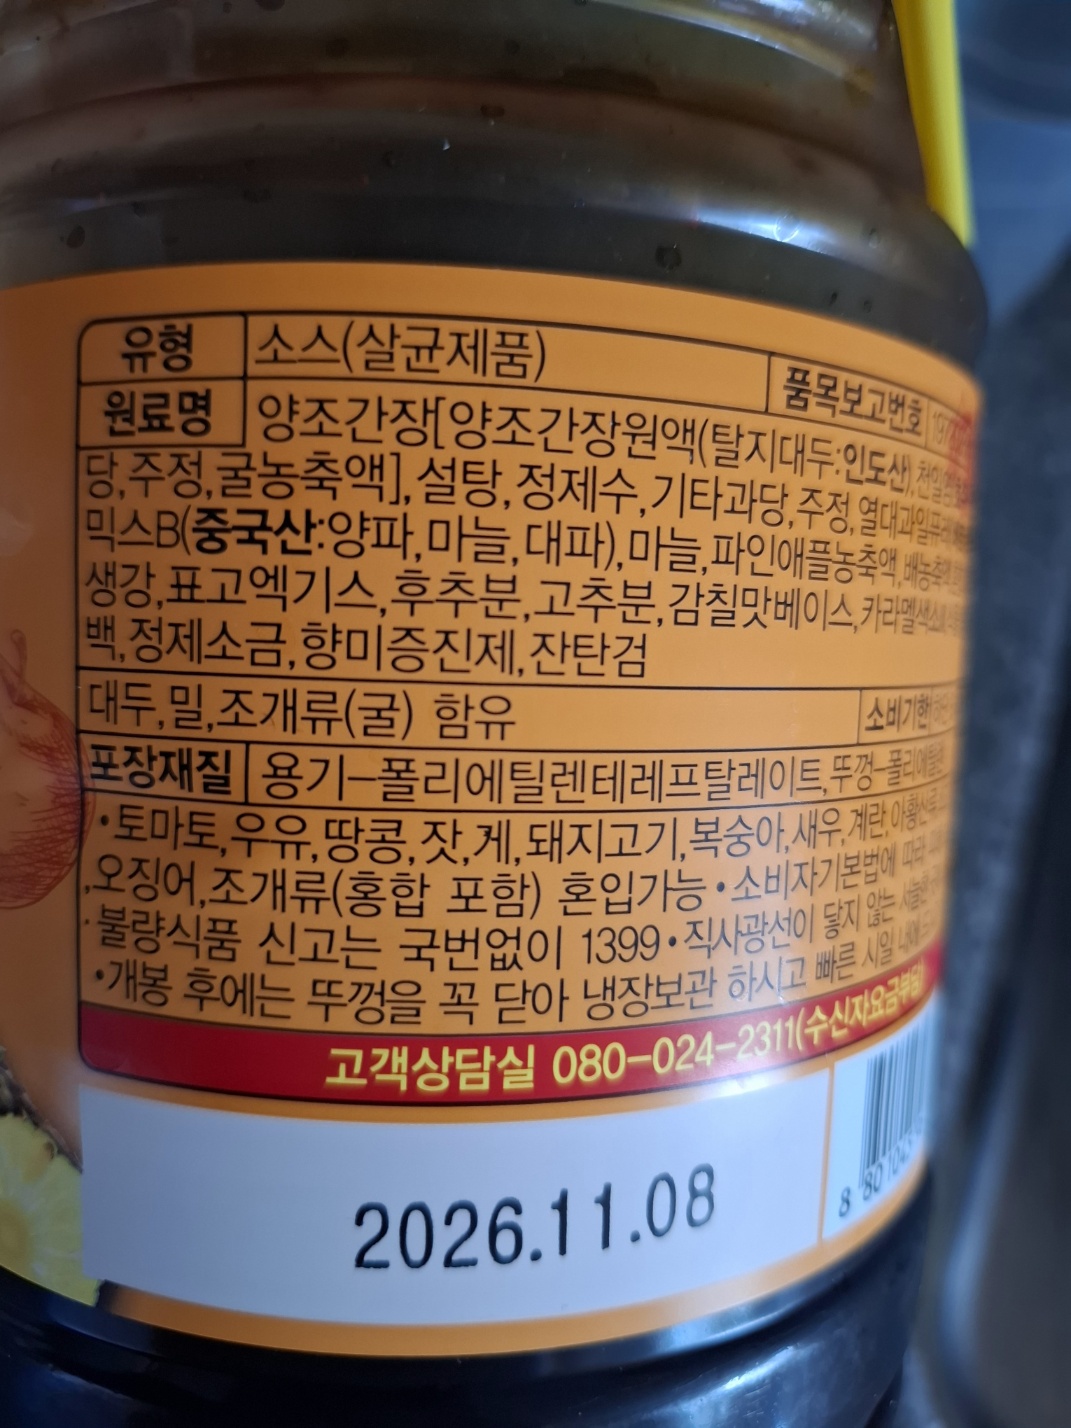 유형 소스(살균제품) 품목보고번호
원료명 양조간장[양조간장원액(탈지대두:인도산), 천일염
당,주정,굴농축액],설탕,정제수,기타과당,주정,열대과일퓨레
믹스B(중국산:양파,마늘,대파),마늘,파인애플농축액,배농축액
생강,표고엑기스,후추분,고추분,감칠맛베이스,카라멜색소
백,정제소금,향미증진제,잔탄검
대두,밀,조개류(굴) 함유 소비기한
포장재질 용기-폴리에틸렌테레프탈레이트,뚜껑-폴리에틸렌
•토마토,우유,땅콩,잣,게,돼지고기,복숭아,새우,계란,아황산류
,오징어,조개류(홍합 포함) 혼입가능 •소비자기본법에 따라
•불량식품 신고는 국번없이 1399 •직사광선이 닿지 않는
•개봉 후에는 뚜껑을 꼭 닫아 냉장보관 하시고 빠른 시일 내에
고객상담실 080-024-2311(수신자요금부담)
2026.11.08
8 801043